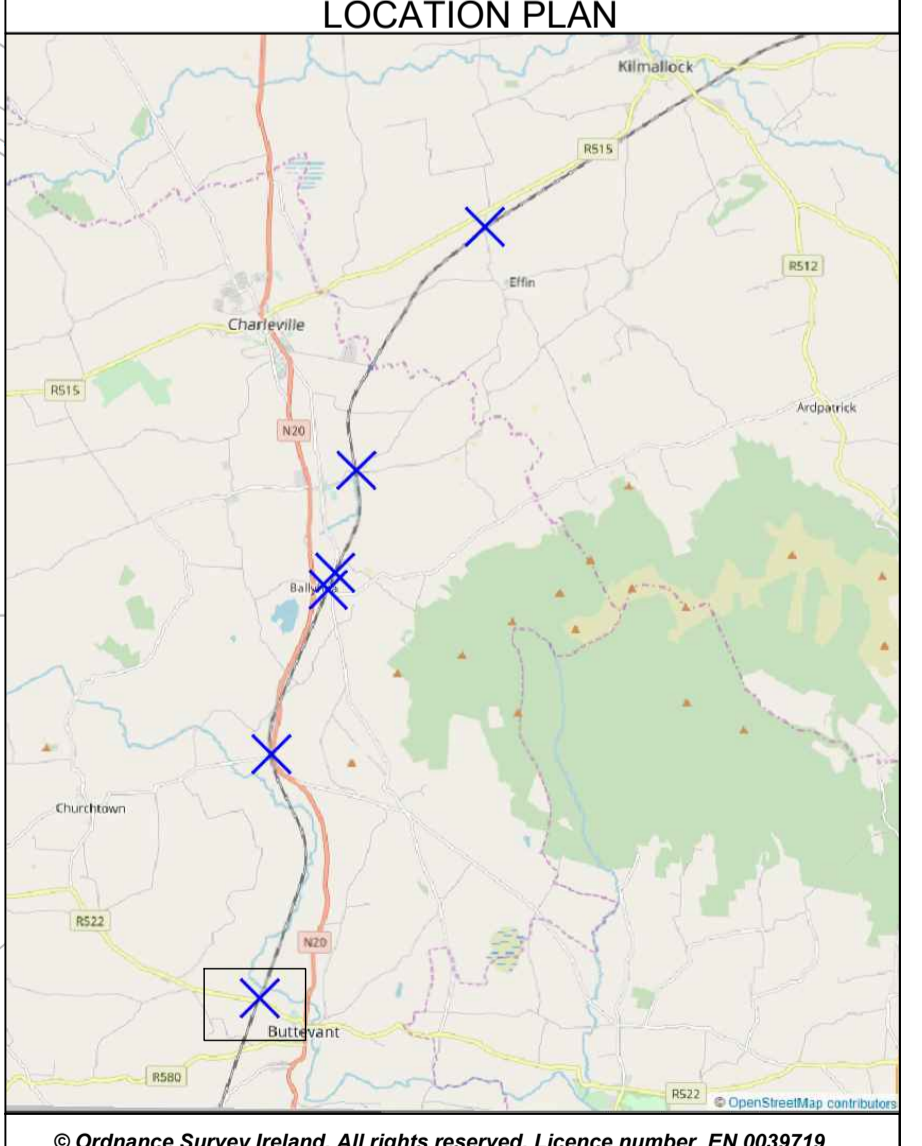 LOCATION PLAN
Kilmallock
R515
Effin
R512
Charleville
R515
Ardpatrick
N20
Churchtown
R522
N20
Buttevant
R580
R522
© OpenStreetMap contributors
© Ordnance Survey Ireland. All rights reserved. Licence number EN 0039719